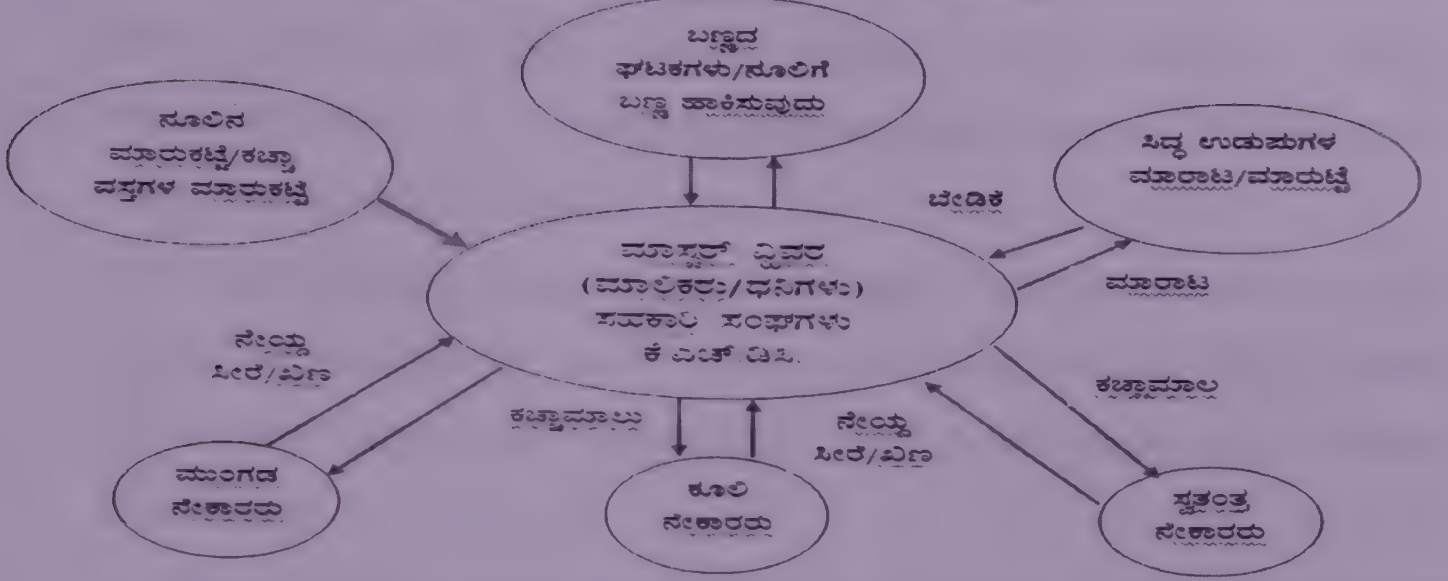 ಬಣ್ಣದ
ಘಟಕಗಳು/ನೂಲಿಗೆ
ಬಣ್ಣ ಹಾಕಿಸುವುದು
ನೂಲಿನ
ಮಾರುಕಟ್ಟೆ/ಕಚ್ಚಾ
ವಸ್ತಗಳ ಮಾರುಕಟ್ಟೆ
ಸಿದ್ಧ ಉಡುಪುಗಳ
ಮಾರಾಟ/ಮಾರುಟ್ಟೆ
ಬೇಡಿಕೆ
ಮಾರಾಟ
ಮಾಸ್ಟರ್ ವ್ಹಿವರ
(ಮಾಲಿಕರು/ಧನಿಗಳು)
ಸಹಕಾರಿ ಸಂಘಗಳು
ಕೆ.ಎಚ್.ಡಿ.ಸಿ.
ನೇಯ್ದ
ಸೀರೆ/ಖಣ
ಕಚ್ಚಾಮಾಲು
ನೇಯ್ದ
ಸೀರೆ/ಖಣ
ಕಚ್ಚಾಮಾಲ
ಮುಂಗಡ
ನೇಕಾರರು
ಕೂಲಿ
ನೇಕಾರರು
ಸ್ವತಂತ್ರ
ನೇಕಾರರು